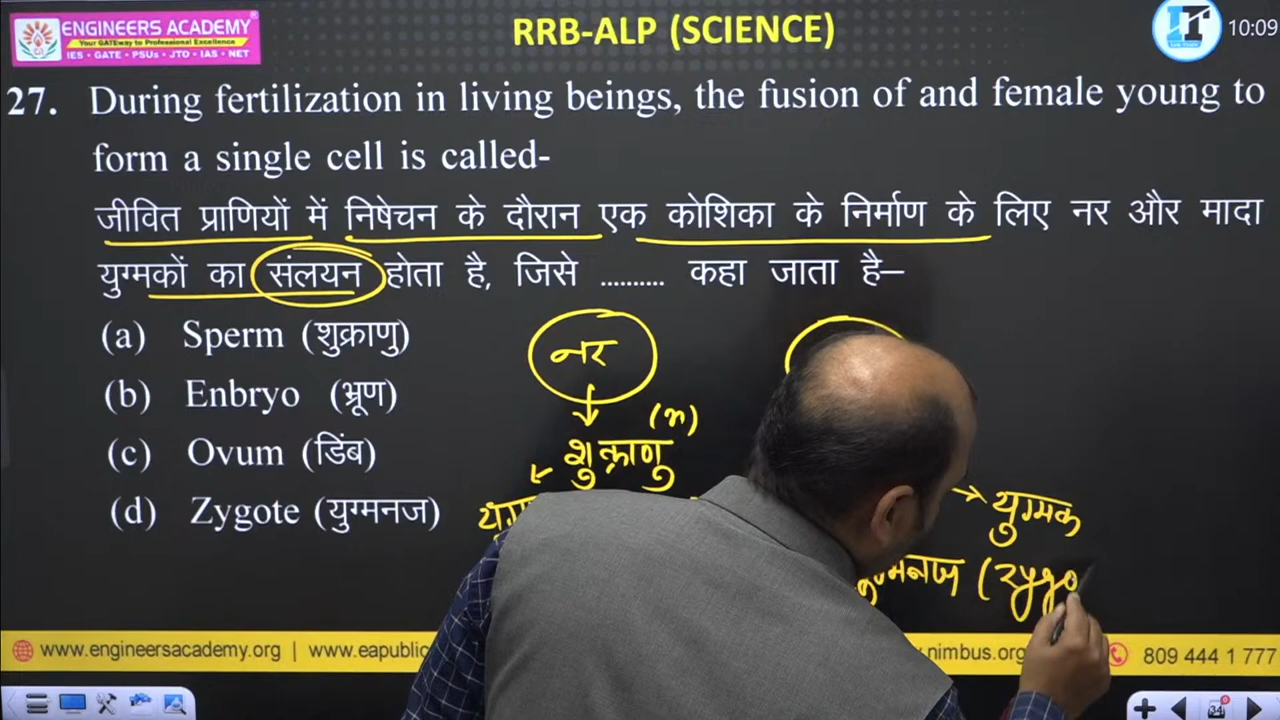 ENGINEERS ACADEMY
Your GATEway to Professional Excellence
IES • GATE • PSUs • JTO • IAS • NET
RRB-ALP (SCIENCE)
10:09
27. During fertilization in living beings, the fusion of and female young to
form a single cell is called-
जीवित प्राणियों में निषेचन के दौरान एक कोशिका के निर्माण के लिए नर और मादा
युग्मकों का संलयन होता है, जिसे .......... कहा जाता है–
(a) Sperm (शुक्राणु)
(b) Enbryo (भ्रूण)
(c) Ovum (डिंब)
(d) Zygote (युग्मनज)
नर
(n)
शुक्राणु
युग्मक
(Zygo
www.engineersacademy.org | www.eapublic
nimbus.org
809 444 1 777